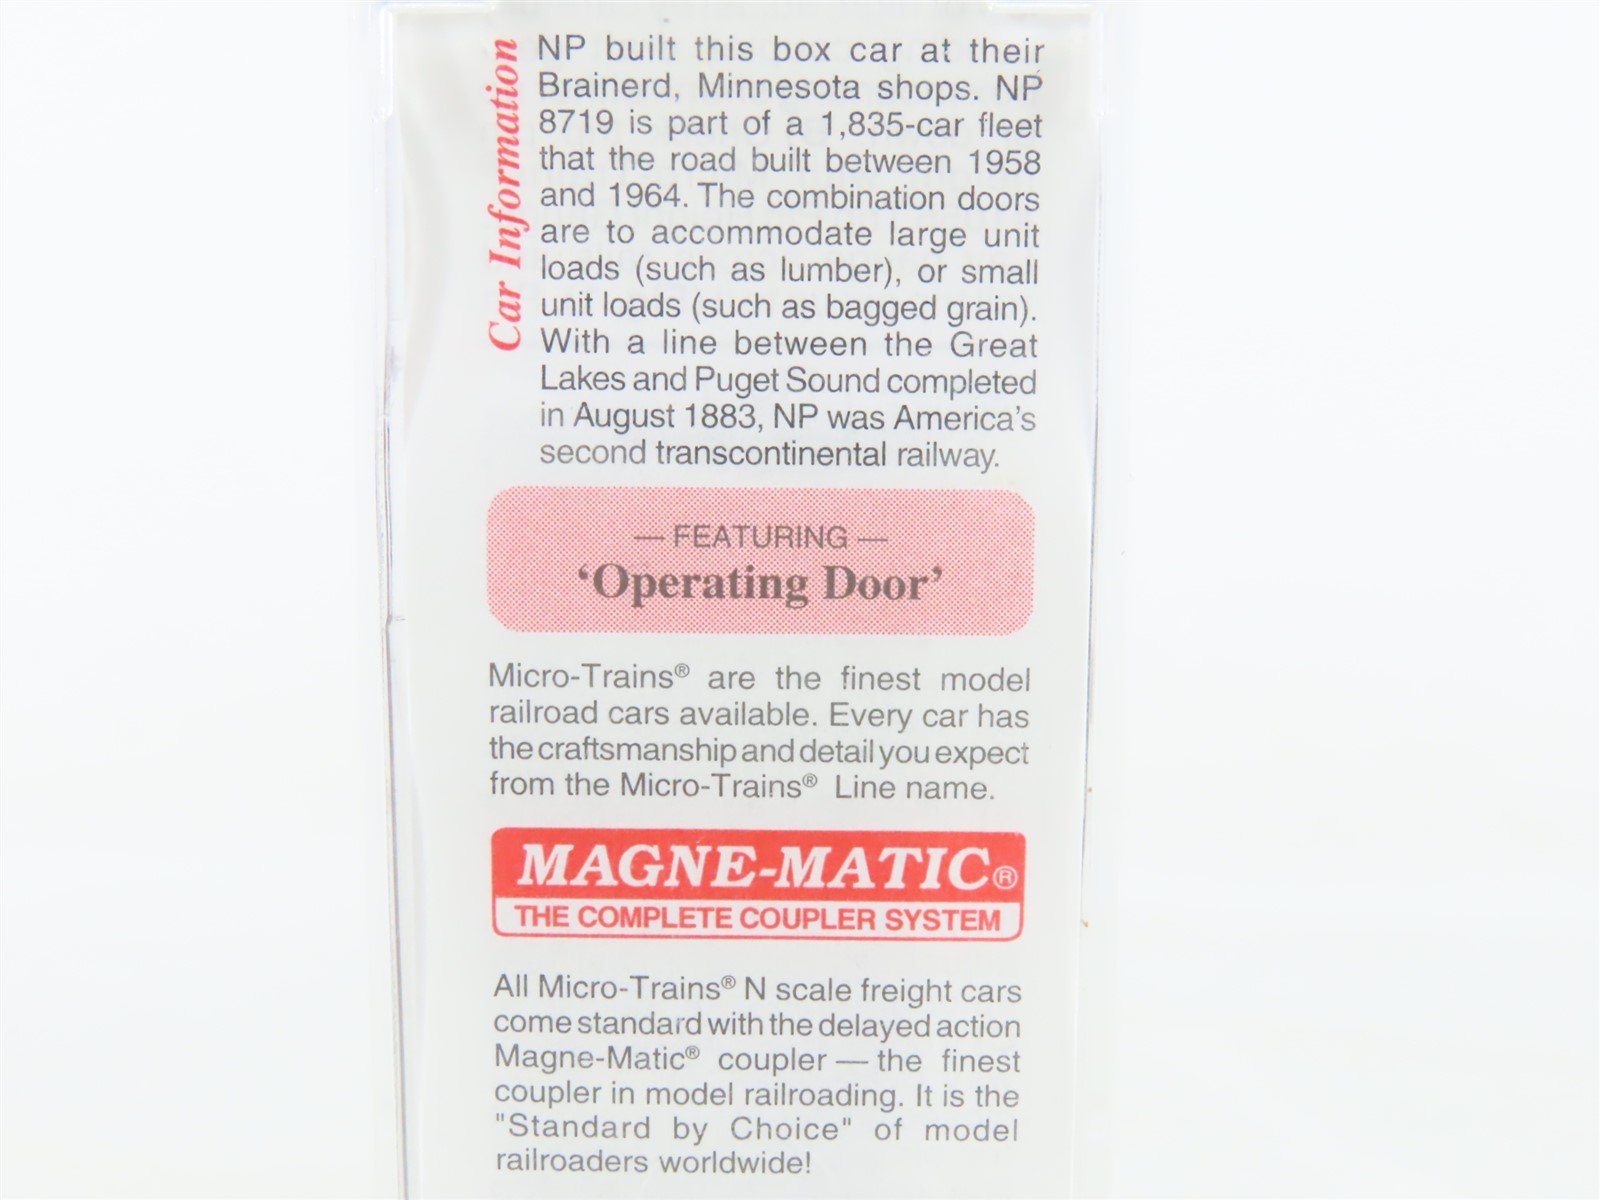 Car Information
NP built this box car at their
Brainerd, Minnesota shops. NP
8719 is part of a 1,835-car fleet
that the road built between 1958
and 1964. The combination doors
are to accommodate large unit
loads (such as lumber), or small
unit loads (such as bagged grain).
With a line between the Great
Lakes and Puget Sound completed
in August 1883, NP was America's
second transcontinental railway.
— FEATURING —
‘Operating Door’
Micro-Trains® are the finest model
railroad cars available. Every car has
the craftsmanship and detail you expect
from the Micro-Trains® Line name.
MAGNE-MATIC®
THE COMPLETE COUPLER SYSTEM
All Micro-Trains® N scale freight cars
come standard with the delayed action
Magne-Matic® coupler — the finest
coupler in model railroading. It is the
"Standard by Choice" of model
railroaders worldwide!